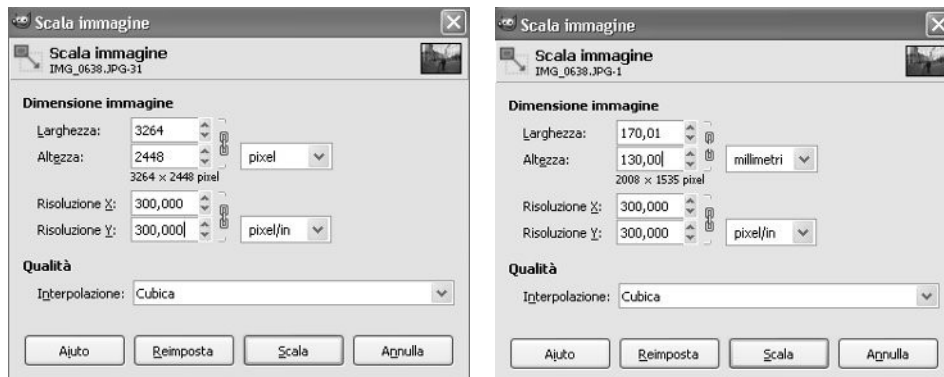 Scala immagine
Scala immagine
IMG_0638.JPG-31
Dimensione immagine
Larghezza: 3264
Altezza: 2448 pixel
3264 × 2448 pixel
Risoluzione X: 300,000
Risoluzione Y: 300,000 pixel/in
Qualità
Interpolazione: Cubica
Aiuto Reimposta Scala Annulla
Scala immagine
Scala immagine
IMG_0638.JPG-1
Dimensione immagine
Larghezza: 170,01
Altezza: 130,00 millimetri
2008 × 1535 pixel
Risoluzione X: 300,000
Risoluzione Y: 300,000 pixel/in
Qualità
Interpolazione: Cubica
Aiuto Reimposta Scala Annulla